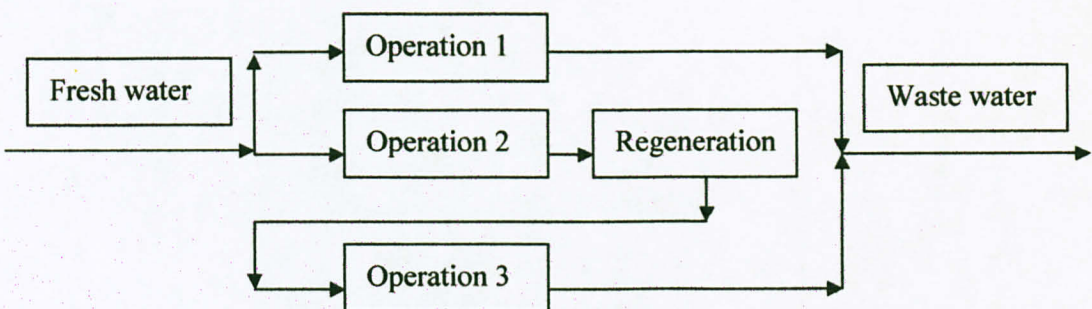 Operation 1
Fresh water
Waste water
Operation 2
Regeneration
Operation 3